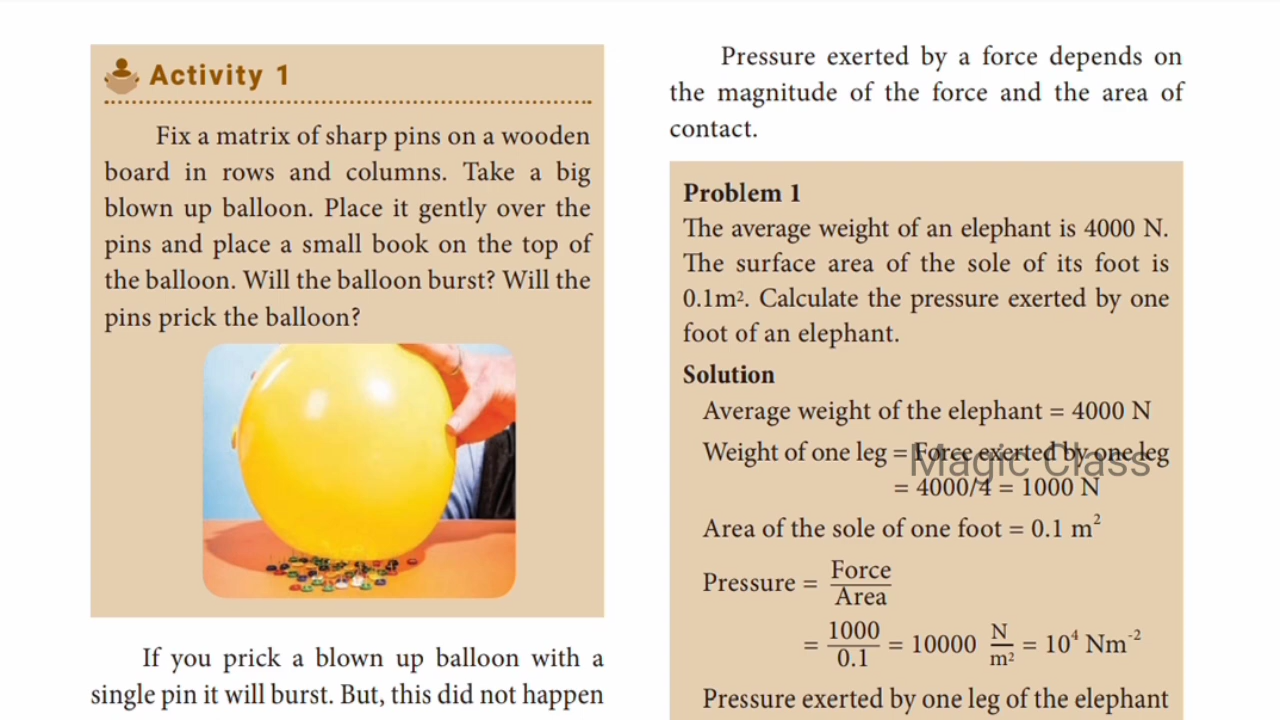 Activity 1
Fix a matrix of sharp pins on a wooden
board in rows and columns. Take a big
blown up balloon. Place it gently over the
pins and place a small book on the top of
the balloon. Will the balloon burst? Will the
pins prick the balloon?
If you prick a blown up balloon with a
single pin it will burst. But, this did not happen
Pressure exerted by a force depends on
the magnitude of the force and the area of
contact.
Problem 1
The average weight of an elephant is 4000 N.
The surface area of the sole of its foot is
0.1m². Calculate the pressure exerted by one
foot of an elephant.
Solution
Average weight of the elephant = 4000 N
Weight of one leg = Force exerted by one leg
Magic Class
= 4000/4 = 1000 N
Area of the sole of one foot = 0.1 m²
Pressure = Force/Area
= 1000/0.1 = 10000 N/m² = 10⁴ Nm⁻²
Pressure exerted by one leg of the elephant